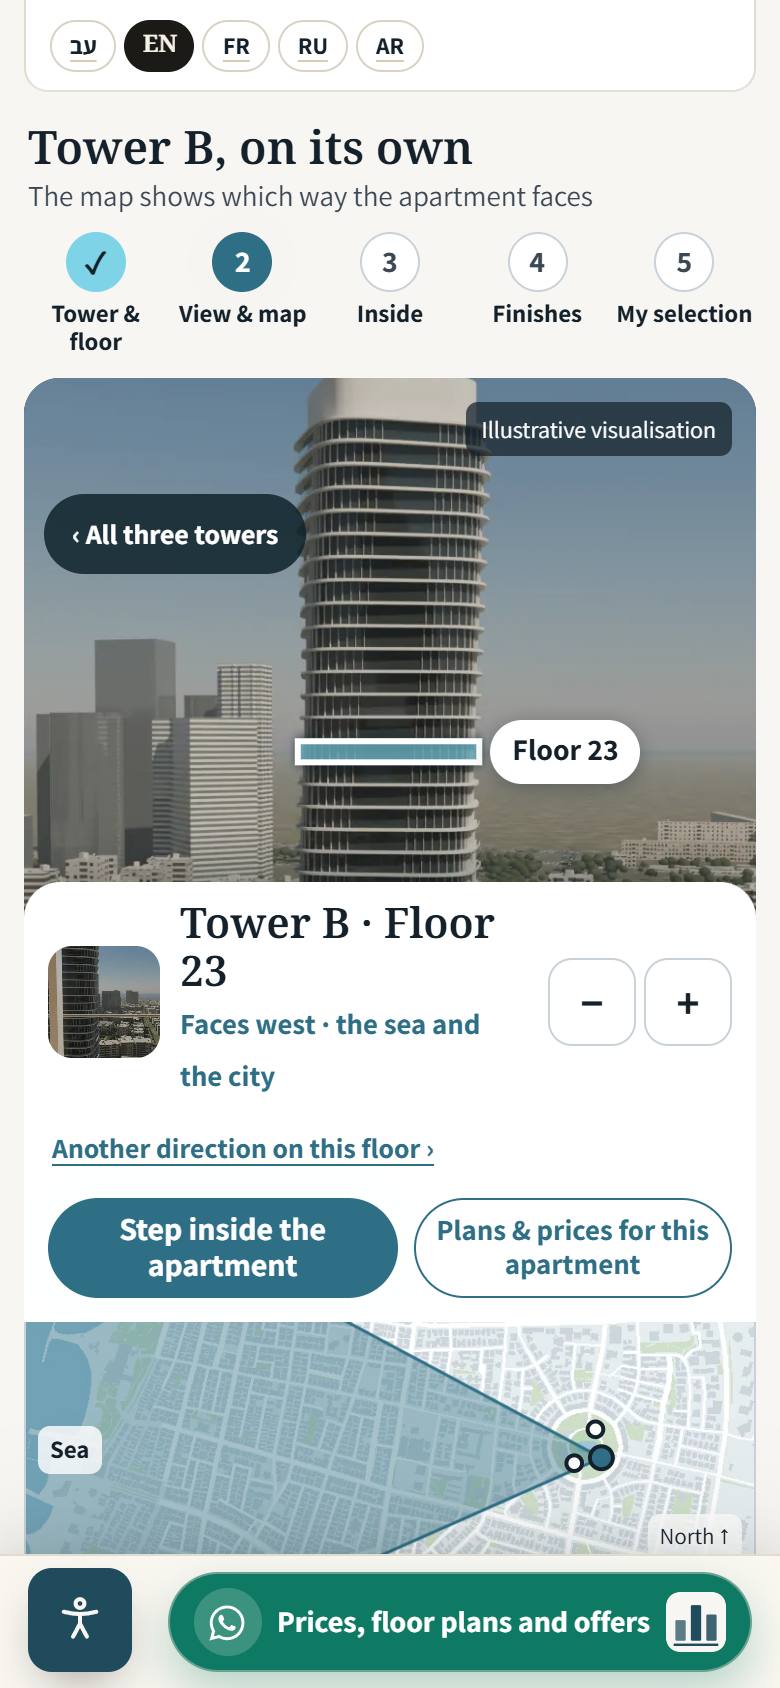 עב EN FR RU AR
Tower B, on its own
The map shows which way the apartment faces
✓ 2 3 4 5
Tower & floor View & map Inside Finishes My selection
Illustrative visualisation
‹ All three towers
Floor 23
Tower B · Floor
23
Faces west · the sea and
the city
− +
Another direction on this floor ›
Step inside the
apartment
Plans & prices for this
apartment
Sea
North ↑
Prices, floor plans and offers